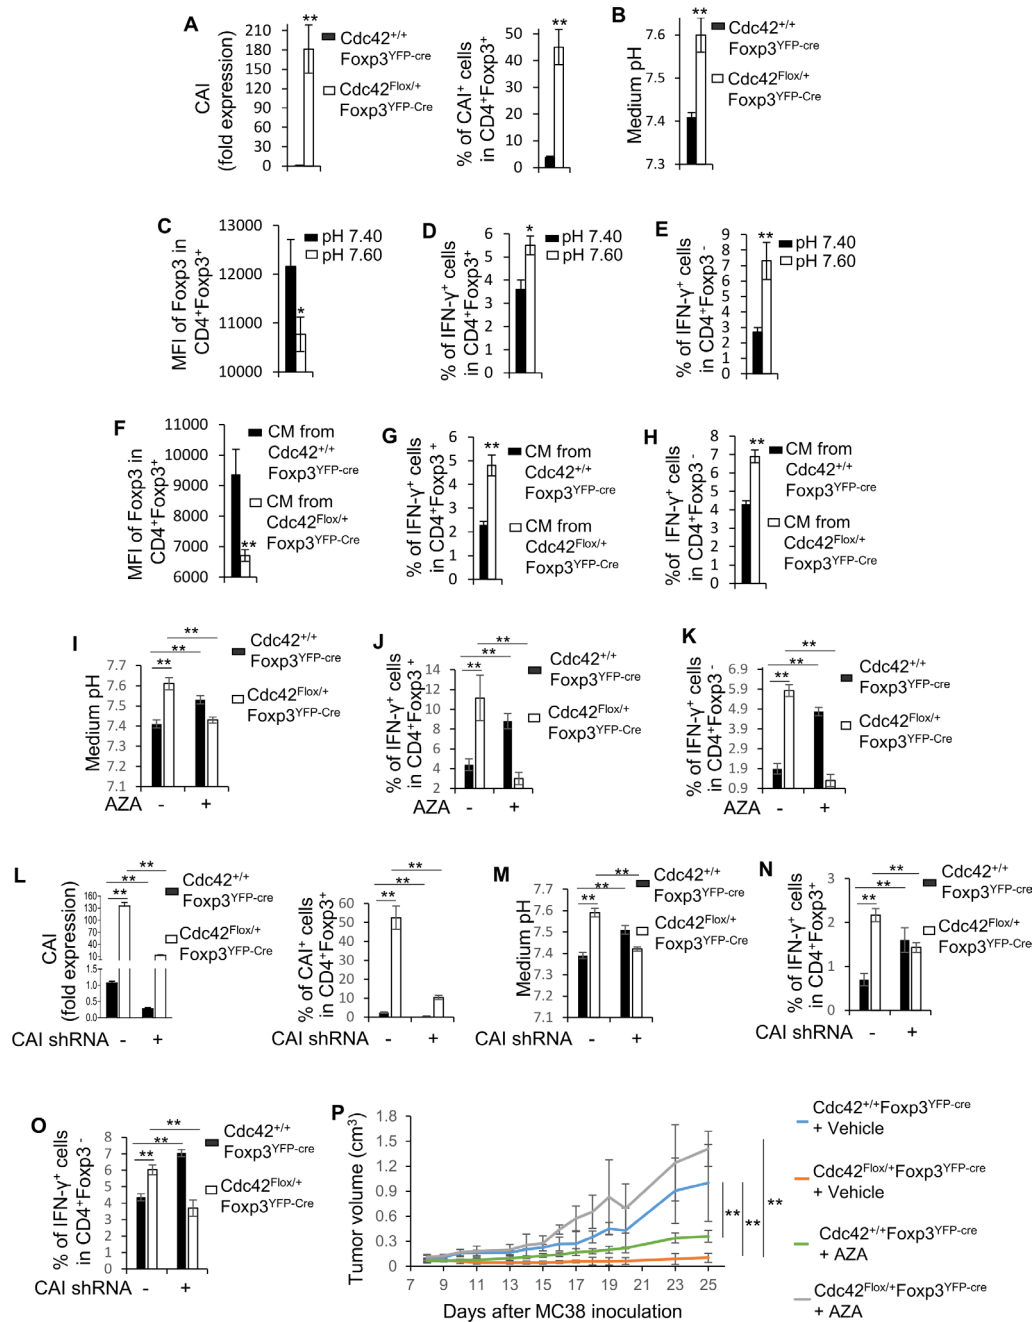 A
CAI
(fold expression)
210
180
150
120
90
60
30
0
**
Cdc42+/+
Foxp3YFP-cre
Cdc42Flox/+
Foxp3YFP-Cre
% of CAI+ cells
in CD4+Foxp3+
50
40
30
20
10
0
**
B
Medium pH
7.6
7.5
7.4
7.3
**
Cdc42+/+
Foxp3YFP-cre
Cdc42Flox/+
Foxp3YFP-Cre
C
MFI of Foxp3 in
CD4+Foxp3+
13000
12000
11000
10000
*
pH 7.40
pH 7.60
D
% of IFN-γ+ cells
in CD4+Foxp3+
6
5
4
3
2
1
0
*
pH 7.40
pH 7.60
E
% of IFN-γ+ cells
in CD4+Foxp3-
9
8
7
6
5
4
3
2
1
0
**
pH 7.40
pH 7.60
F
MFI of Foxp3 in
CD4+Foxp3+
11000
10000
9000
8000
7000
6000
**
CM from
Cdc42+/+
Foxp3YFP-cre
CM from
Cdc42Flox/+
Foxp3YFP-Cre
G
% of IFN-γ+ cells
in CD4+Foxp3+
6
5
4
3
2
1
0
**
CM from
Cdc42+/+
Foxp3YFP-cre
CM from
Cdc42Flox/+
Foxp3YFP-Cre
H
%of IFN-γ+ cells
in CD4+Foxp3-
8
7
6
5
4
3
2
1
0
**
CM from
Cdc42+/+
Foxp3YFP-cre
CM from
Cdc42Flox/+
Foxp3YFP-Cre
I
Medium pH
7.7
7.6
7.5
7.4
7.3
7.2
7.1
**
**
**
Cdc42+/+
Foxp3YFP-cre
Cdc42Flox/+
Foxp3YFP-Cre
AZA - +
J
% of IFN-γ+ cells
in CD4+Foxp3+
14
12
10
8
6
4
2
**
**
**
Cdc42+/+
Foxp3YFP-cre
Cdc42Flox/+
Foxp3YFP-Cre
AZA - +
K
% of IFN-γ+ cells
in CD4+Foxp3-
6.9
5.9
4.9
3.9
2.9
1.9
0.9
**
**
**
Cdc42+/+
Foxp3YFP-cre
Cdc42Flox/+
Foxp3YFP-Cre
AZA - +
L
CAI
(fold expression)
160
130
100
70
40
10
1.5
1.0
0.5
0.0
**
**
**
Cdc42+/+
Foxp3YFP-cre
Cdc42Flox/+
Foxp3YFP-Cre
CAI shRNA - +
% of CAI+ cells
in CD4+Foxp3+
60
50
40
30
20
10
0
**
**
**
CAI shRNA - +
M
Medium pH
7.7
7.6
7.5
7.4
7.3
7.2
7.1
**
**
**
Cdc42+/+
Foxp3YFP-cre
Cdc42Flox/+
Foxp3YFP-Cre
CAI shRNA - +
N
% of IFN-γ+ cells
in CD4+Foxp3+
3
2
1
0
**
**
**
Cdc42+/+
Foxp3YFP-cre
Cdc42Flox/+
Foxp3YFP-Cre
CAI shRNA - +
O
% of IFN-γ+ cells
in CD4+Foxp3-
8
7
6
5
4
3
2
1
0
**
**
**
Cdc42+/+
Foxp3YFP-cre
Cdc42Flox/+
Foxp3YFP-Cre
CAI shRNA - +
P
Tumor volume (cm3)
1.8
1.5
1.2
0.9
0.6
0.3
0
7 9 11 13 15 17 19 21 23 25
Days after MC38 inoculation
**
**
**
Cdc42+/+Foxp3YFP-cre
+ Vehicle
Cdc42Flox/+Foxp3YFP-cre
+ Vehicle
Cdc42+/+Foxp3YFP-cre
+ AZA
Cdc42Flox/+Foxp3YFP-cre
+ AZA